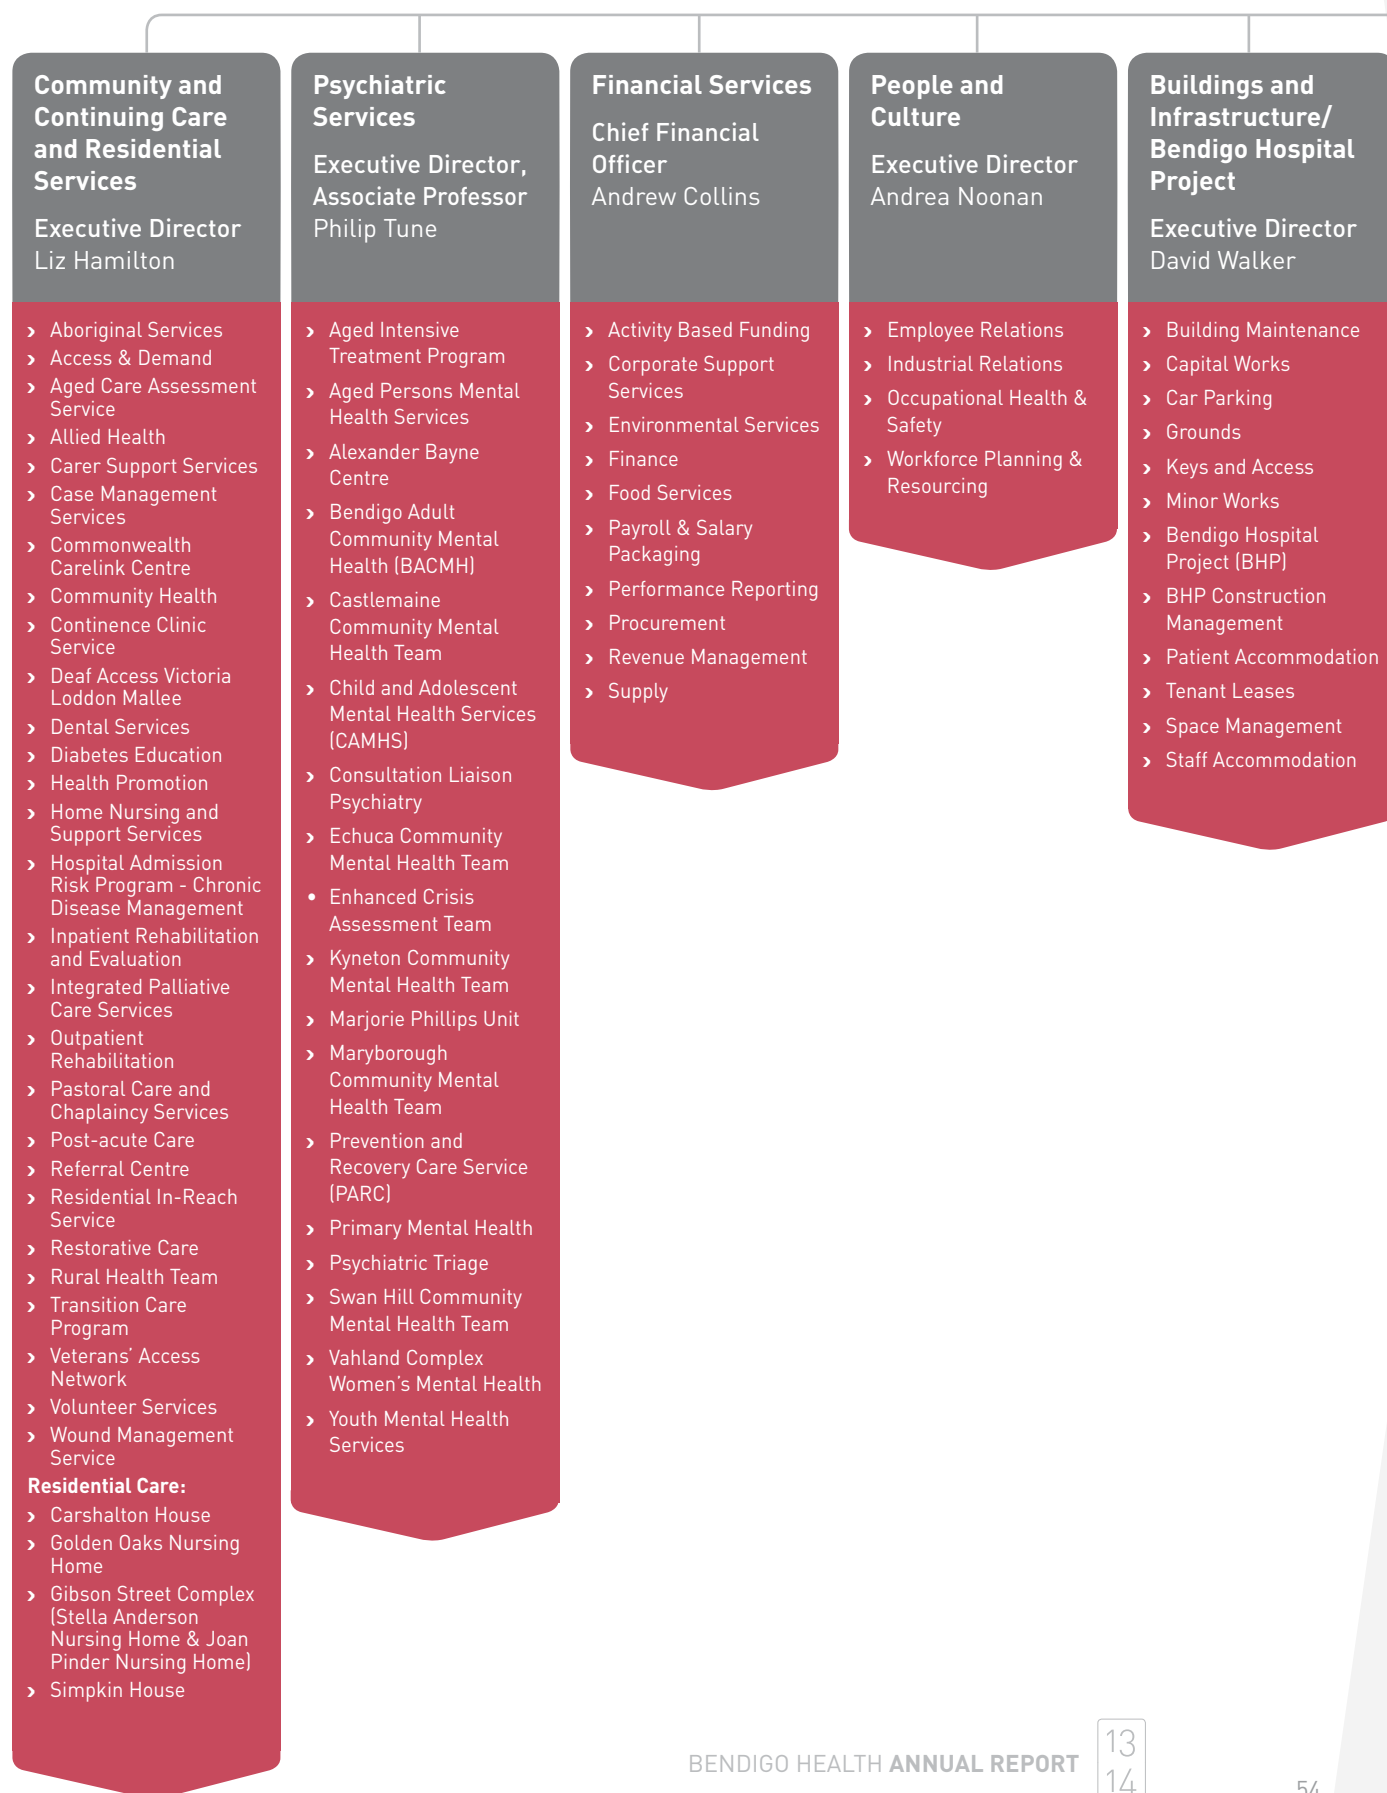 Community and
Continuing Care
and Residential
Services
Executive Director
Liz Hamilton
› Aboriginal Services
› Access & Demand
› Aged Care Assessment
Service
› Allied Health
› Carer Support Services
› Case Management
Services
› Commonwealth
Carelink Centre
› Community Health
› Continence Clinic
Service
› Deaf Access Victoria
Loddon Mallee
› Dental Services
› Diabetes Education
› Health Promotion
› Home Nursing and
Support Services
› Hospital Admission
Risk Program - Chronic
Disease Management
› Inpatient Rehabilitation
and Evaluation
› Integrated Palliative
Care Services
› Outpatient
Rehabilitation
› Pastoral Care and
Chaplaincy Services
› Post-acute Care
› Referral Centre
› Residential In-Reach
Service
› Restorative Care
› Rural Health Team
› Transition Care
Program
› Veterans' Access
Network
› Volunteer Services
› Wound Management
Service
Residential Care:
› Carshalton House
› Golden Oaks Nursing
Home
› Gibson Street Complex
(Stella Anderson
Nursing Home & Joan
Pinder Nursing Home)
› Simpkin House
Psychiatric
Services
Executive Director,
Associate Professor
Philip Tune
› Aged Intensive
Treatment Program
› Aged Persons Mental
Health Services
› Alexander Bayne
Centre
› Bendigo Adult
Community Mental
Health (BACMH)
› Castlemaine
Community Mental
Health Team
› Child and Adolescent
Mental Health Services
(CAMHS)
› Consultation Liaison
Psychiatry
› Echuca Community
Mental Health Team
• Enhanced Crisis
Assessment Team
› Kyneton Community
Mental Health Team
› Marjorie Phillips Unit
› Maryborough
Community Mental
Health Team
› Prevention and
Recovery Care Service
(PARC)
› Primary Mental Health
› Psychiatric Triage
› Swan Hill Community
Mental Health Team
› Vahland Complex
Women's Mental Health
› Youth Mental Health
Services
Financial Services
Chief Financial
Officer
Andrew Collins
› Activity Based Funding
› Corporate Support
Services
› Environmental Services
› Finance
› Food Services
› Payroll & Salary
Packaging
› Performance Reporting
› Procurement
› Revenue Management
› Supply
People and
Culture
Executive Director
Andrea Noonan
› Employee Relations
› Industrial Relations
› Occupational Health &
Safety
› Workforce Planning &
Resourcing
Buildings and
Infrastructure/
Bendigo Hospital
Project
Executive Director
David Walker
› Building Maintenance
› Capital Works
› Car Parking
› Grounds
› Keys and Access
› Minor Works
› Bendigo Hospital
Project (BHP)
› BHP Construction
Management
› Patient Accommodation
› Tenant Leases
› Space Management
› Staff Accommodation
BENDIGO HEALTH ANNUAL REPORT
13
14
54